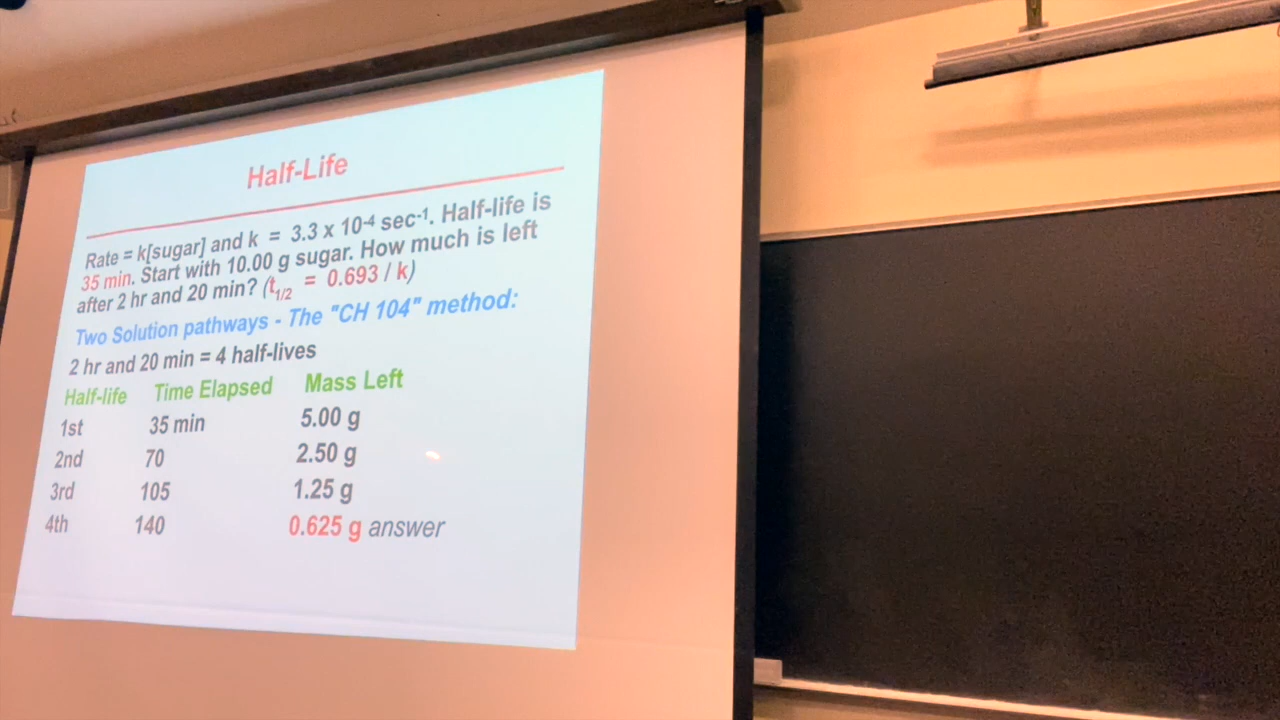 Half-Life
Rate = k[sugar] and k = 3.3 x 10⁻⁴ sec⁻¹. Half-life is
35 min. Start with 10.00 g sugar. How much is left
after 2 hr and 20 min? (t₁/₂ = 0.693 / k)
Two Solution pathways - The "CH 104" method:
2 hr and 20 min = 4 half-lives
Half-life Time Elapsed Mass Left
1st 35 min 5.00 g
2nd 70 2.50 g
3rd 105 1.25 g
4th 140 0.625 g answer